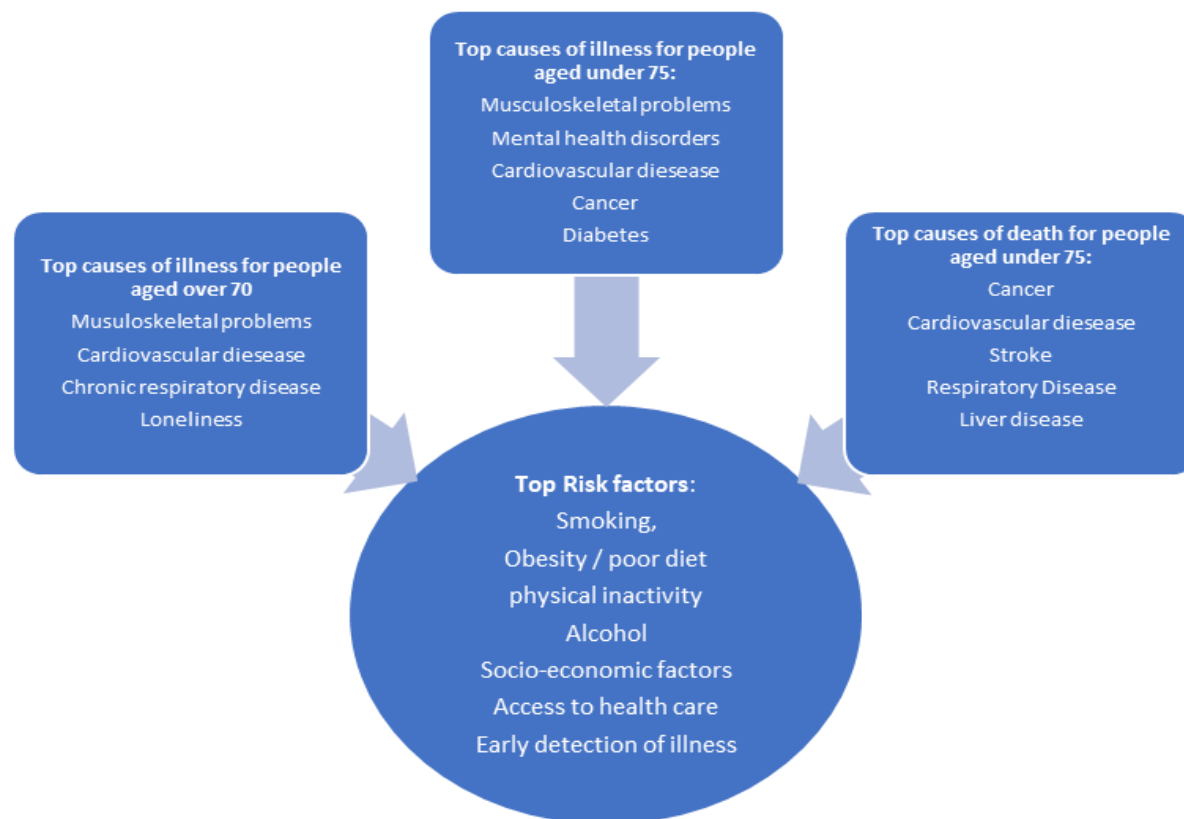 Top causes of illness for people
aged under 75:
Musculoskeletal problems
Mental health disorders
Cardiovascular diesease
Cancer
Diabetes
Top causes of illness for people
aged over 70
Musuloskeletal problems
Cardiovascular diesease
Chronic respiratory disease
Loneliness
Top causes of death for people
aged under 75:
Cancer
Cardiovascular diesease
Stroke
Respiratory Disease
Liver disease
Top Risk factors:
Smoking,
Obesity / poor diet
physical inactivity
Alcohol
Socio-economic factors
Access to health care
Early detection of illness